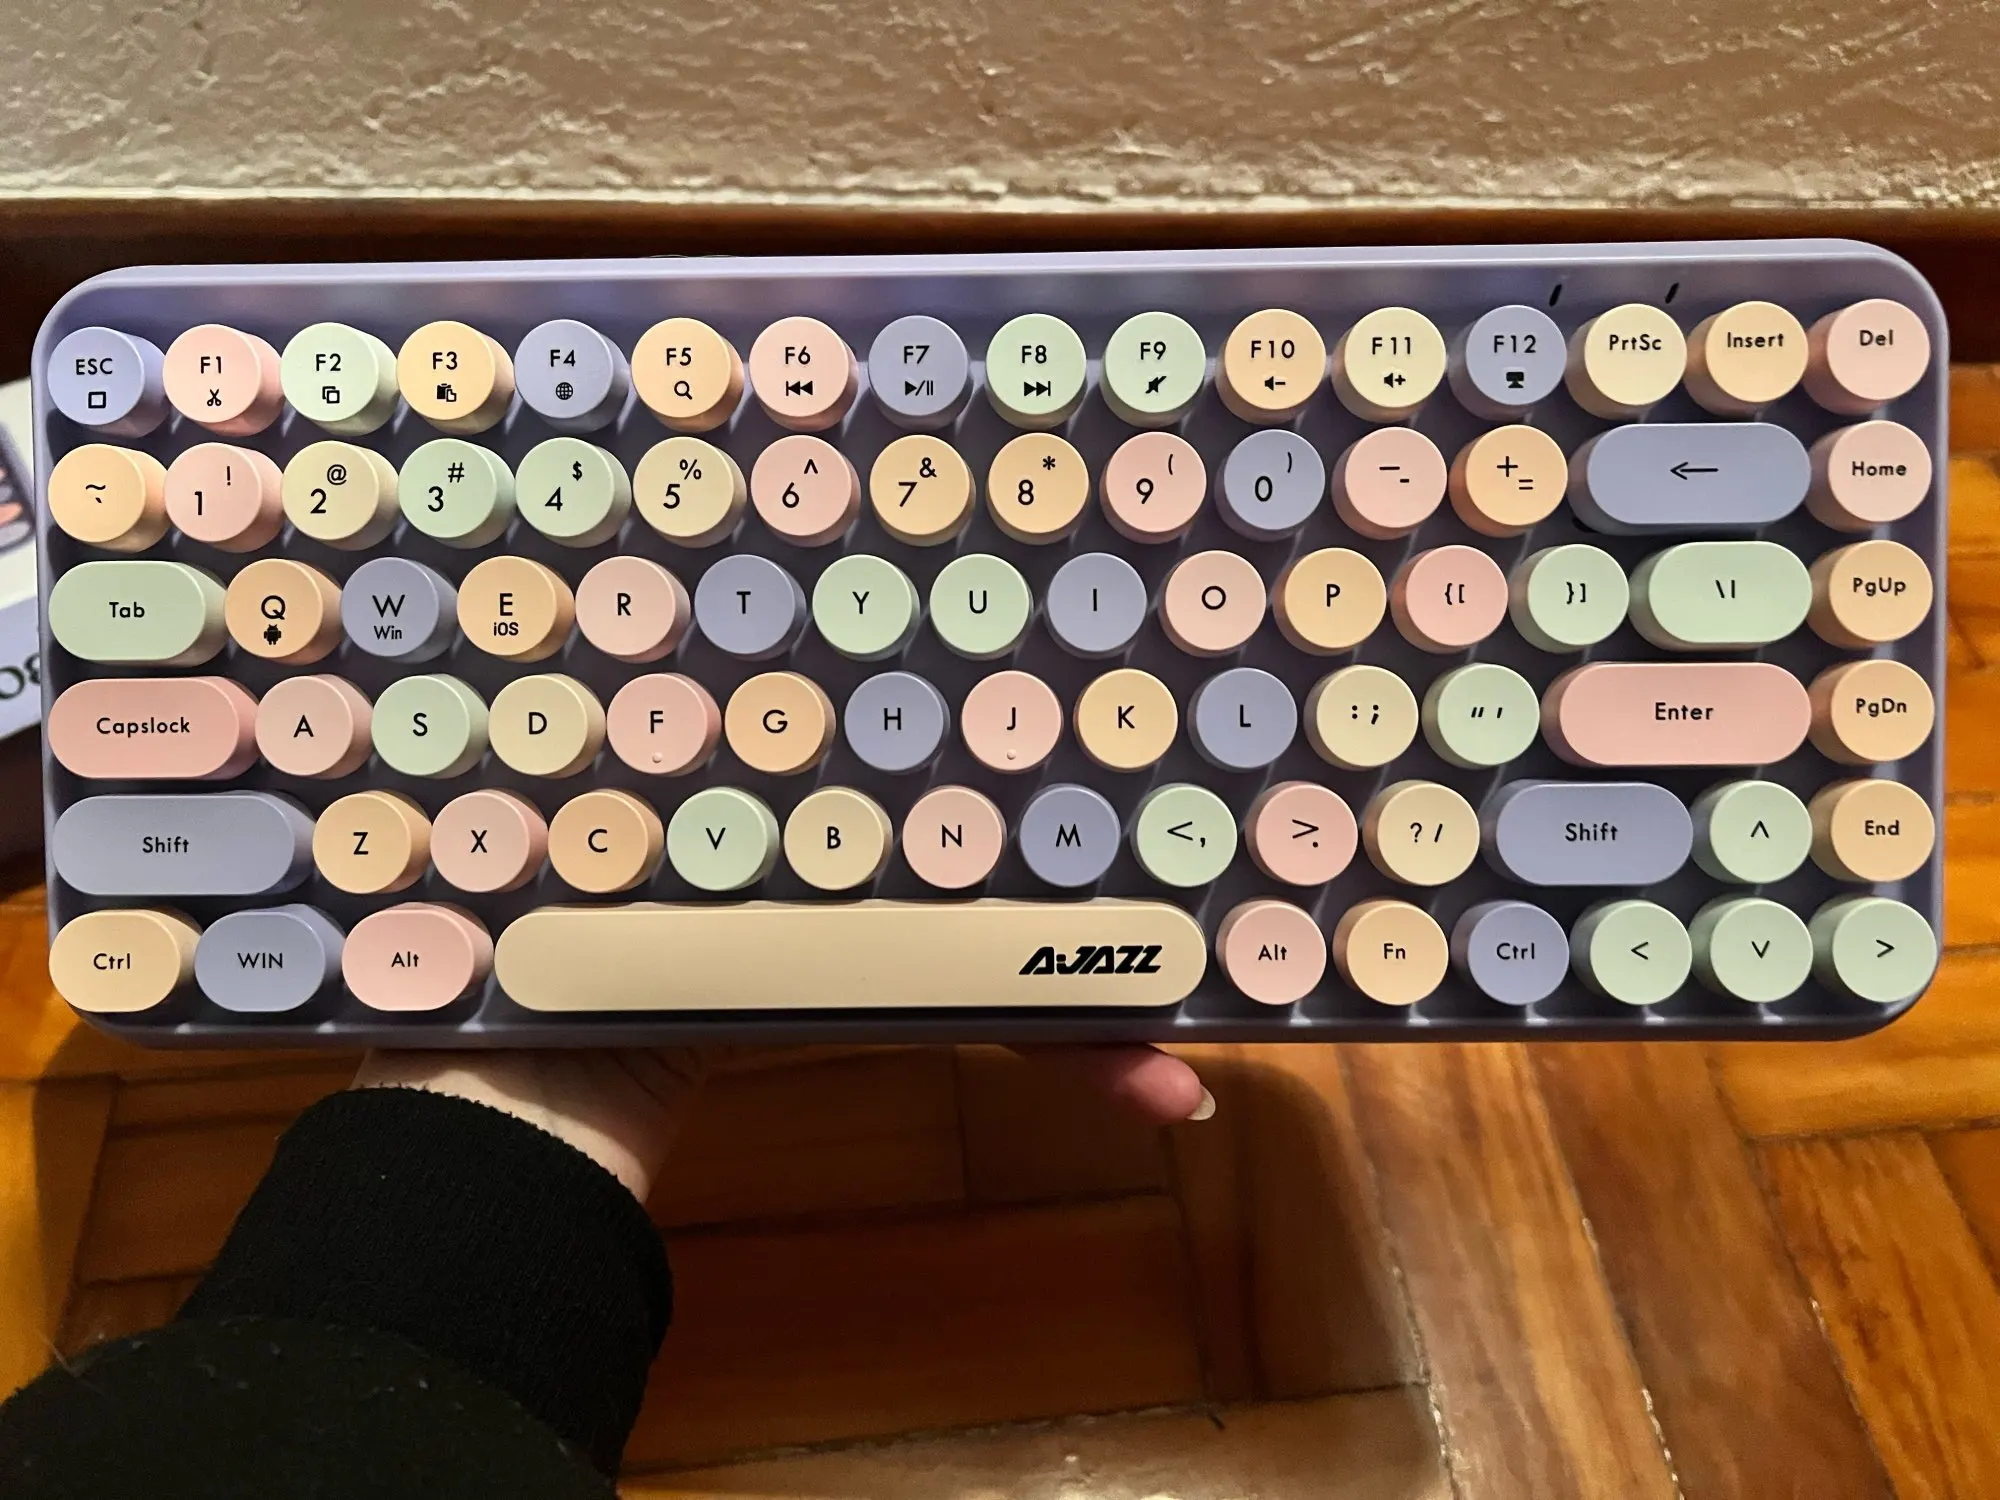 ESC F1 F2 F3 F4 F5 F6 F7 F8 F9 F10 F11 F12 PrtSc Insert Del
~ ` ! 1 @ 2 # 3 $ 4 % 5 ^ 6 & 7 * 8 ( 9 ) 0 — - + = ← Home
Tab Q W E R T Y U I O P { [ } ] \ | PgUp
Win iOS
Capslock A S D F G H J K L : ; " ' Enter PgDn
Shift Z X C V B N M < , > . ? / Shift ^ End
Ctrl WIN Alt A·JAZZ Alt Fn Ctrl < V >